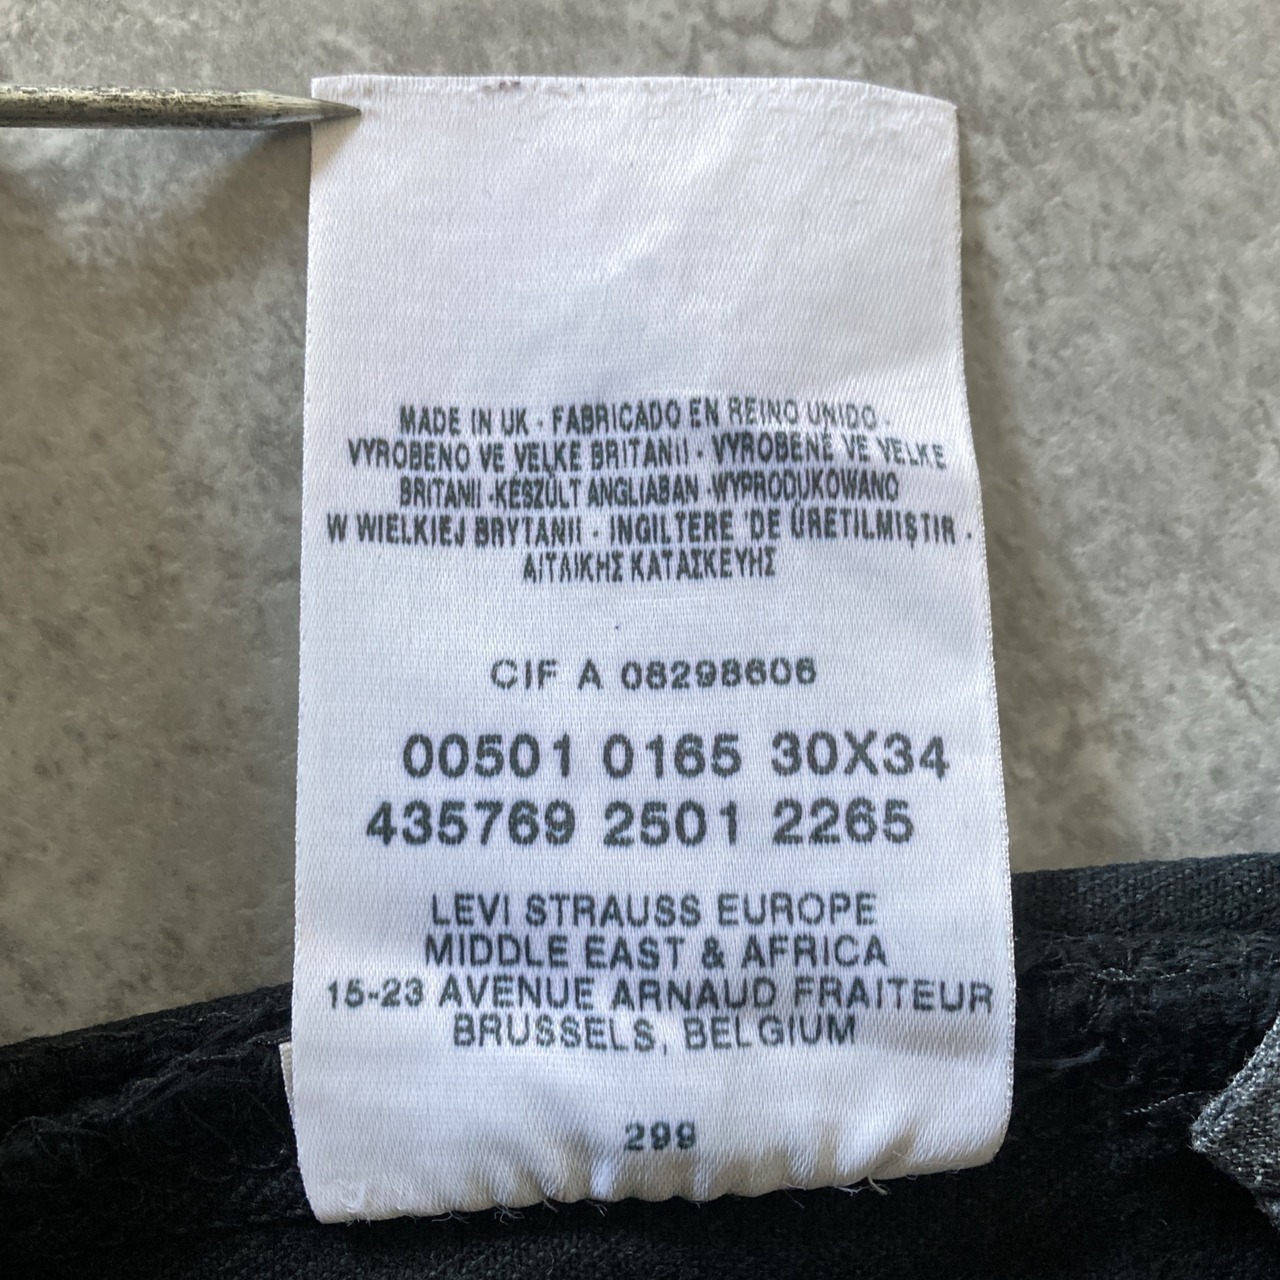 MADE IN UK - FABRICADO EN REINO UNIDO -
VYROBENO VE VELKE BRITANII - VYROBENÉ VE VELKE
BRITANII -KÉSZÜLT ANGLIABAN -WYPRODUKOWANO
W WIELKIEJ BRYTANII - INGILTERE 'DE ÜRETILMIŞTIR .
ΑΙΤΛΙΚΗΣ ΚΑΤΑΣΚΕΥΗΣ
CIF A 08298606
00501 0165 30X34
435769 2501 2265
LEVI STRAUSS EUROPE
MIDDLE EAST & AFRICA
15-23 AVENUE ARNAUD FRAITEUR
BRUSSELS, BELGIUM
299